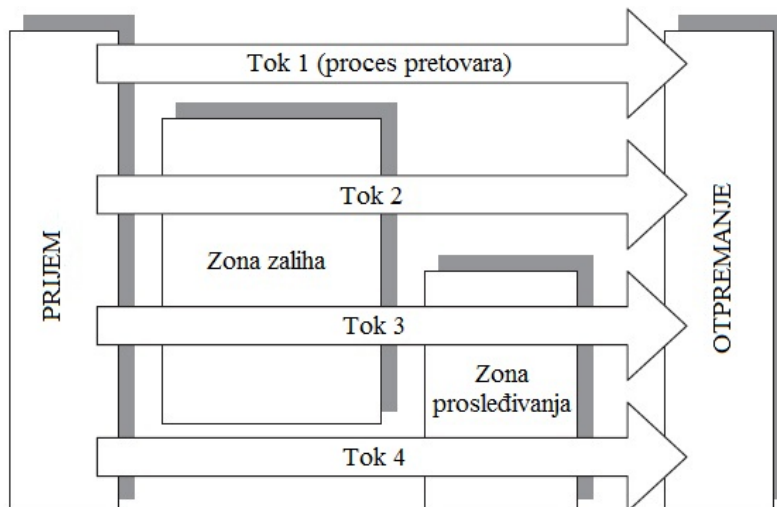 PRIJEM
Tok 1 (proces pretovara)
Tok 2
Zona zaliha
Tok 3
Zona
prosleđivanja
Tok 4
OTPREMANJE